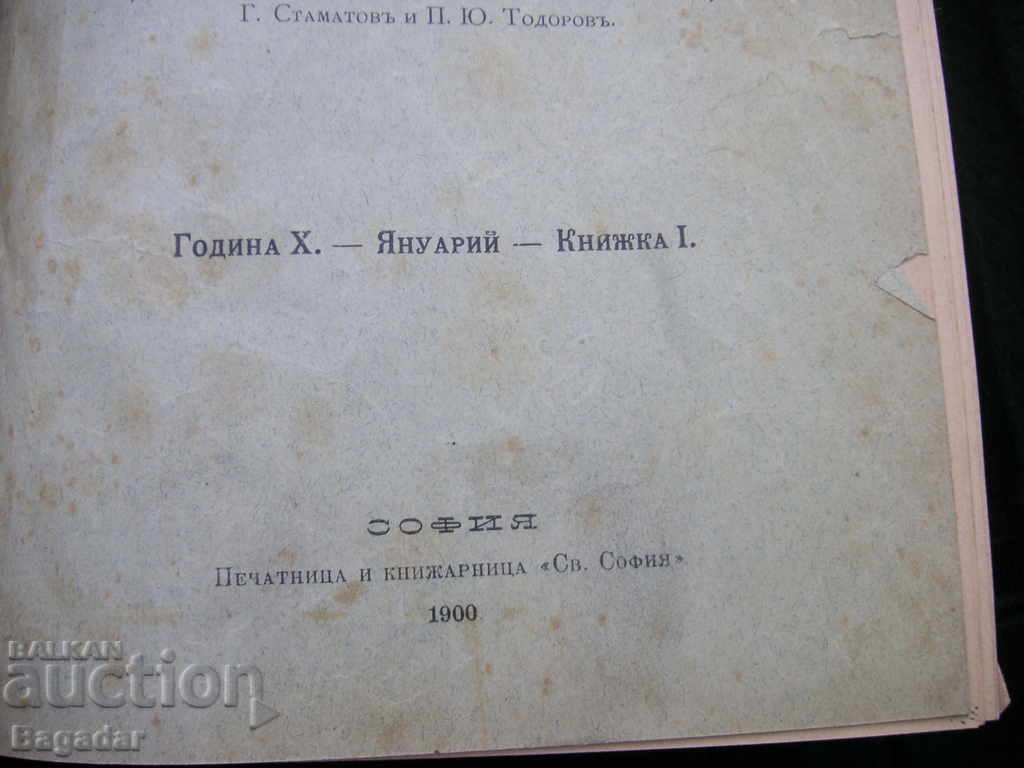 Г. Стаматовъ и П. Ю. Тодоровъ.
Година X. — Януарий — Книжка I.
СОФИЯ
Печатница и книжарница «Св. София»
1900
BALKAN
auction
Bagadar